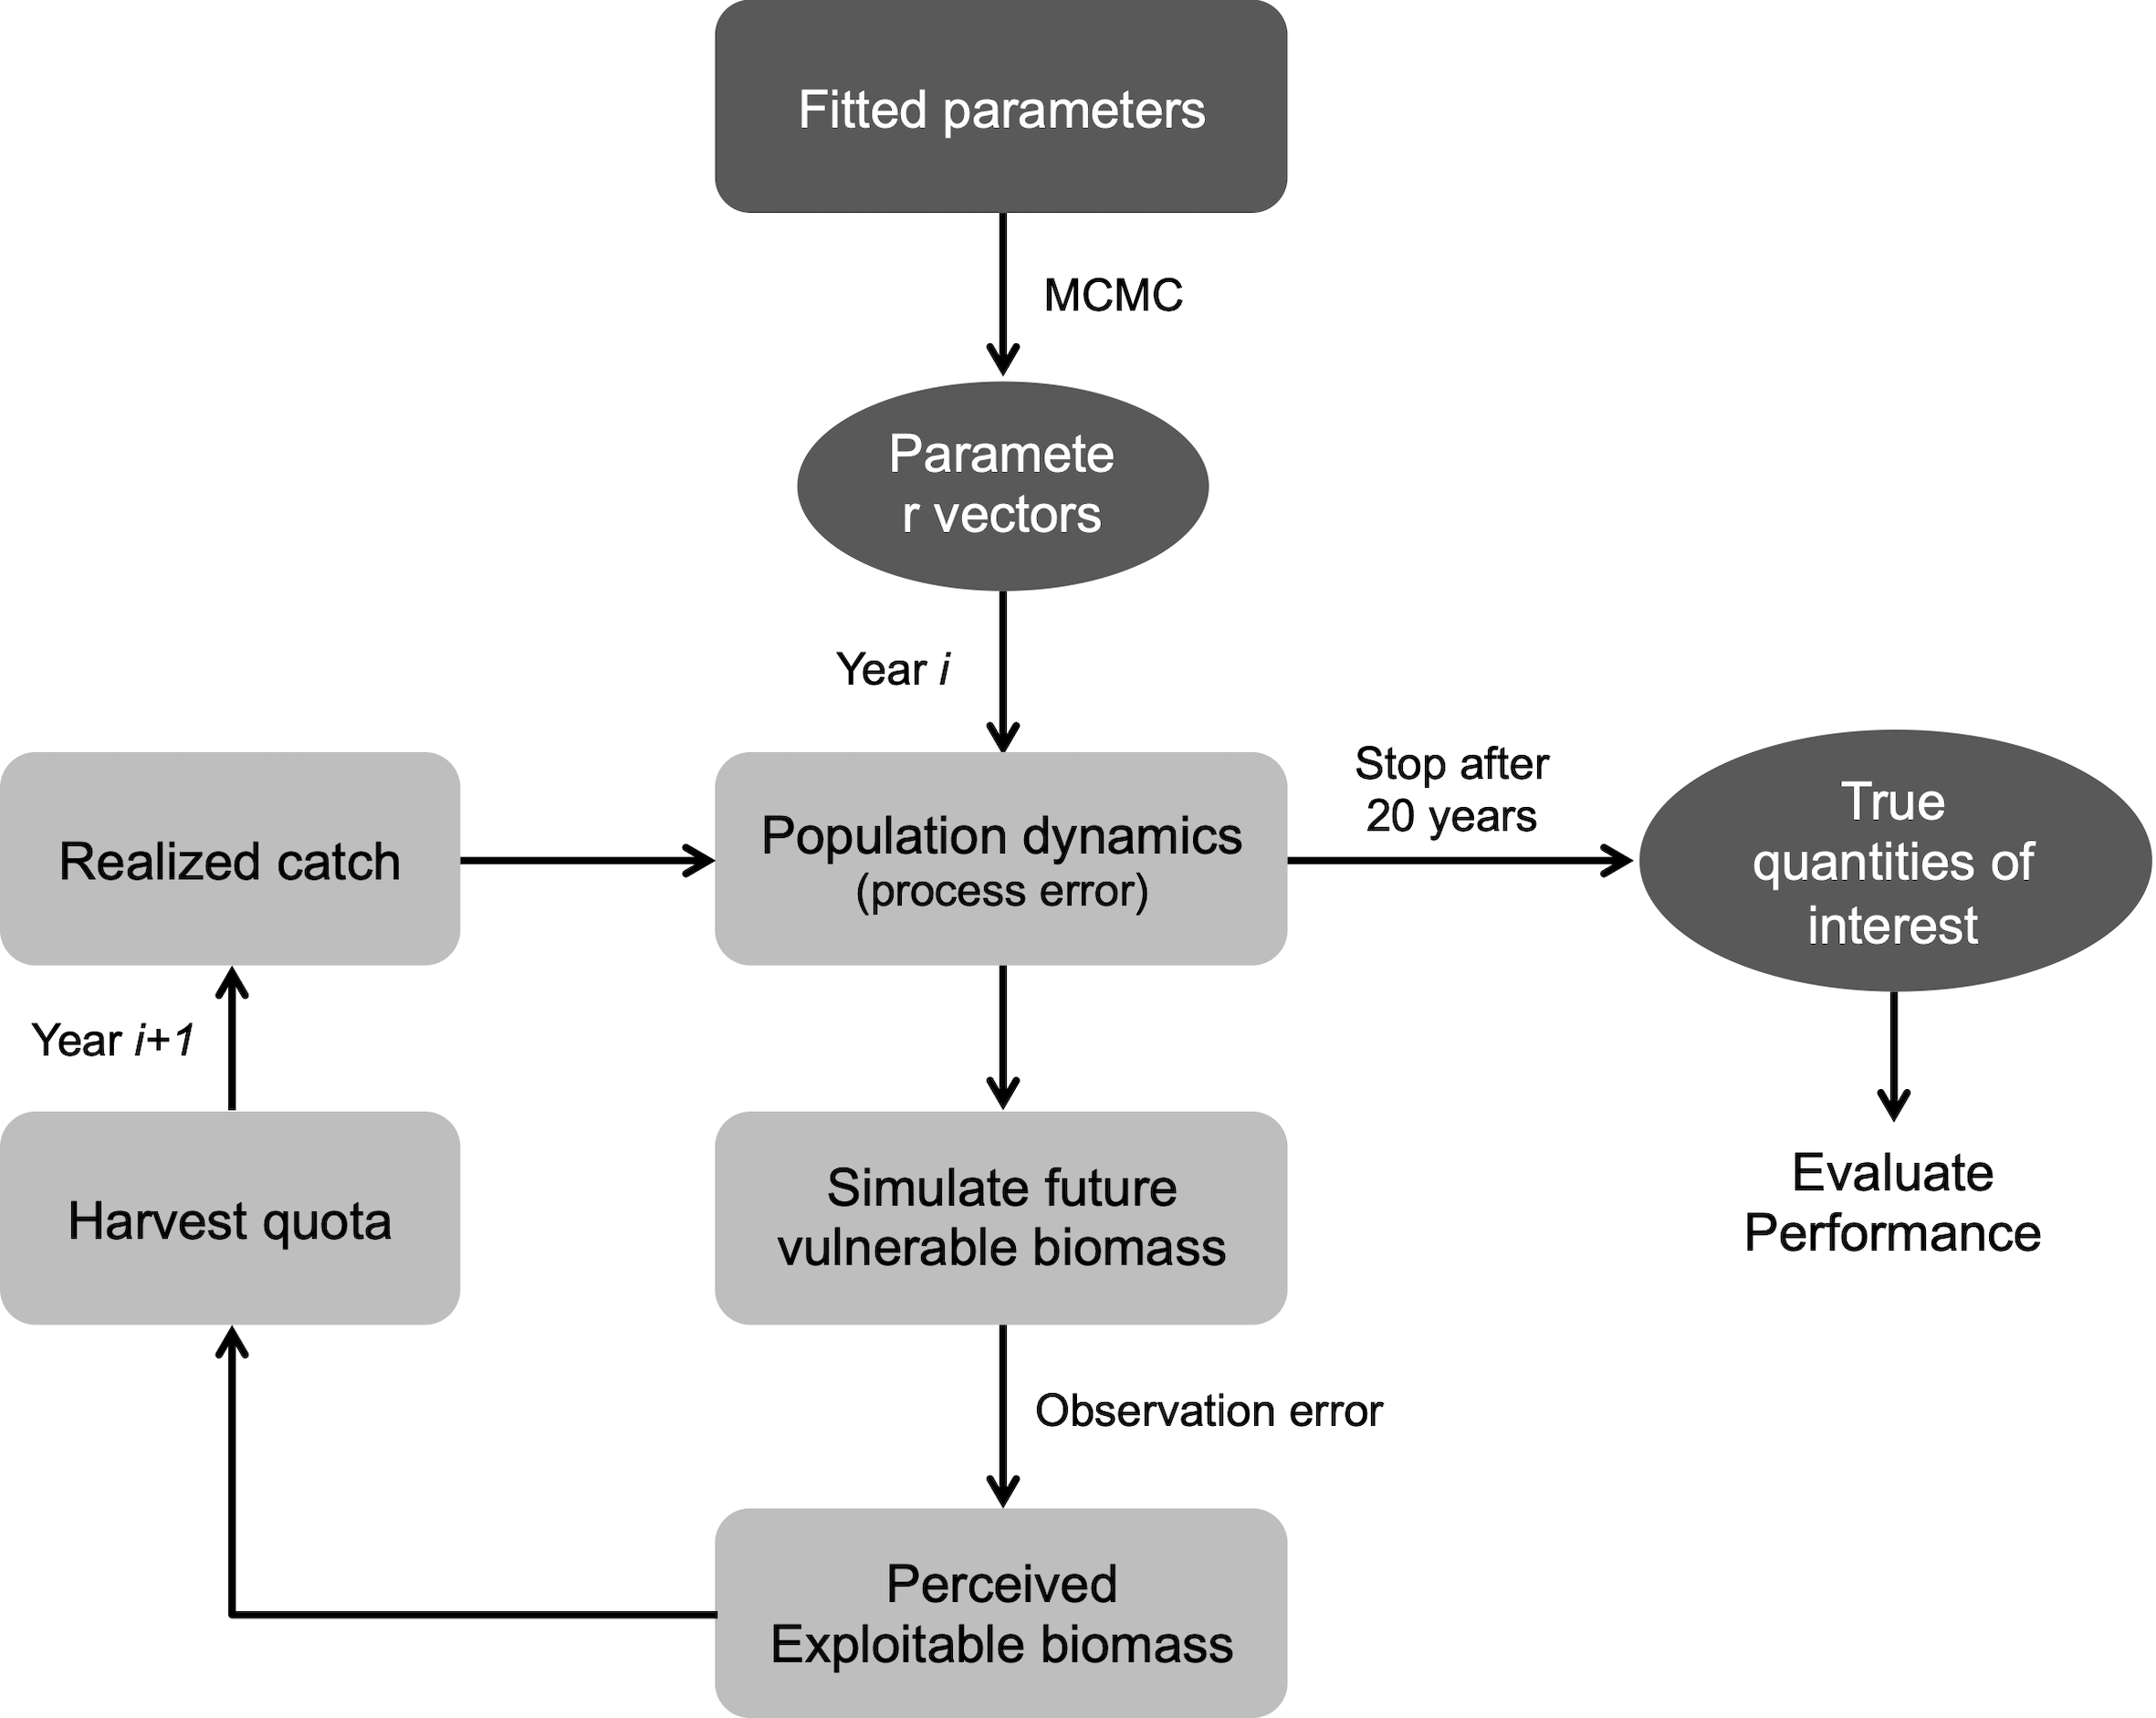 Fitted parameters
MCMC
Paramete
r vectors
Year i
Realized catch
Population dynamics
(process error)
Stop after
20 years
True
quantities of
interest
Year i+1
Harvest quota
Simulate future
vulnerable biomass
Evaluate
Performance
Observation error
Perceived
Exploitable biomass